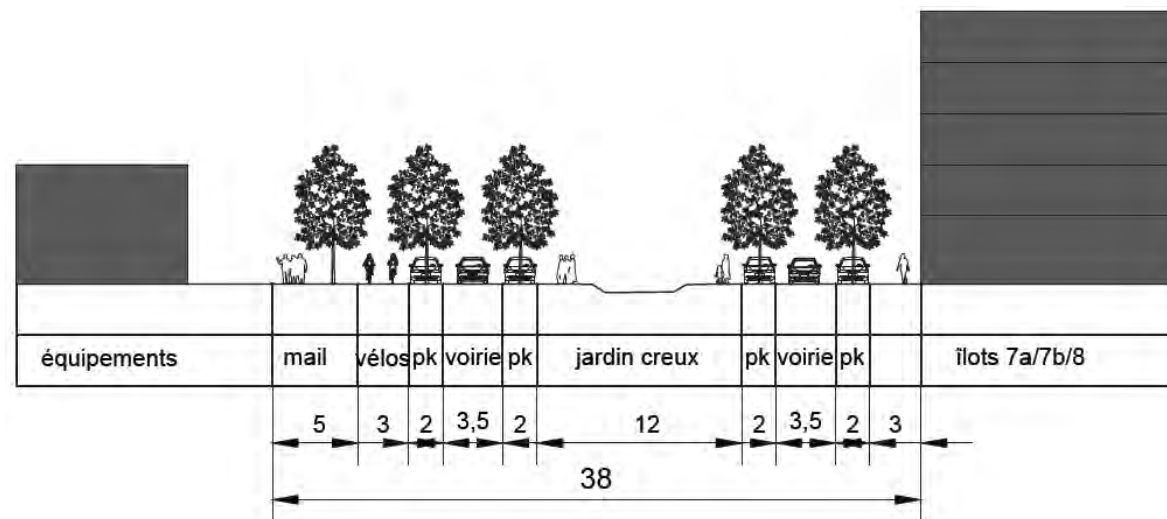 équipements mail vélos pk voirie pk jardin creux pk voirie pk îlots 7a/7b/8
5 3 2 3,5 2 12 2 3,5 2 3
38